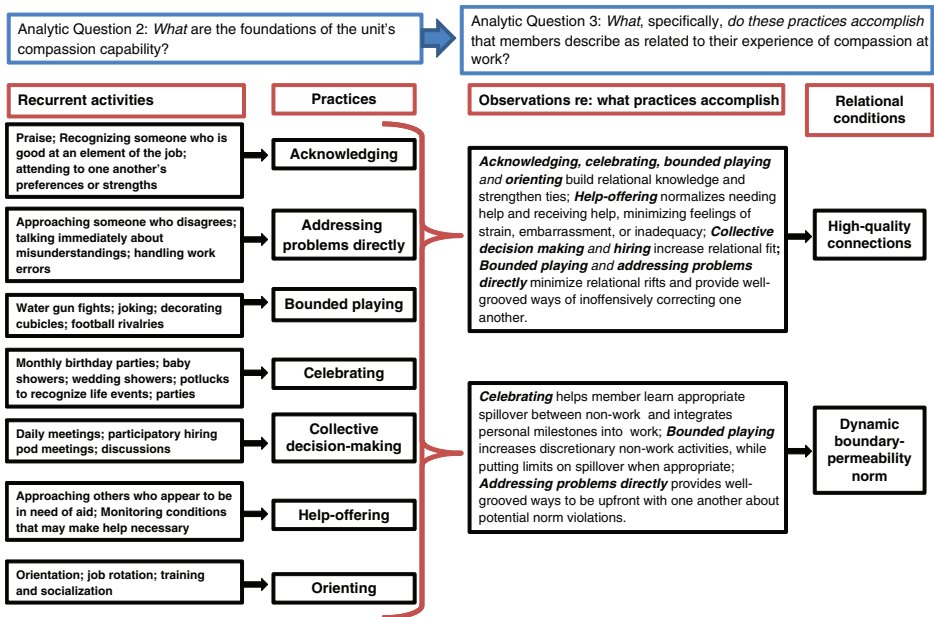 Analytic Question 2: What are the foundations of the unit's
compassion capability?
Analytic Question 3: What, specifically, do these practices accomplish
that members describe as related to their experience of compassion at
work?
Recurrent activities
Practices
Observations re: what practices accomplish
Relational
conditions
Praise; Recognizing someone who is
good at an element of the job;
attending to one another's
preferences or strengths
Acknowledging
Approaching someone who disagrees;
talking immediately about
misunderstandings; handling work
errors
Addressing
problems directly
Water gun fights; joking; decorating
cubicles; football rivalries
Bounded playing
Monthly birthday parties; baby
showers; wedding showers; potlucks
to recognize life events; parties
Celebrating
Daily meetings; participatory hiring
pod meetings; discussions
Collective
decision-making
Approaching others who appear to be
in need of aid; Monitoring conditions
that may make help necessary
Help-offering
Orientation; job rotation; training
and socialization
Orienting
Acknowledging, celebrating, bounded playing
and orienting build relational knowledge and
strengthen ties; Help-offering normalizes needing
help and receiving help, minimizing feelings of
strain, embarrassment, or inadequacy; Collective
decision making and hiring increase relational fit;
Bounded playing and addressing problems
directly minimize relational rifts and provide well-
grooved ways of inoffensively correcting one
another.
High-quality
connections
Celebrating helps member learn appropriate
spillover between non-work and integrates
personal milestones into work; Bounded playing
increases discretionary non-work activities, while
putting limits on spillover when appropriate;
Addressing problems directly provides well-
grooved ways to be upfront with one another about
potential norm violations.
Dynamic
boundary-
permeability
norm